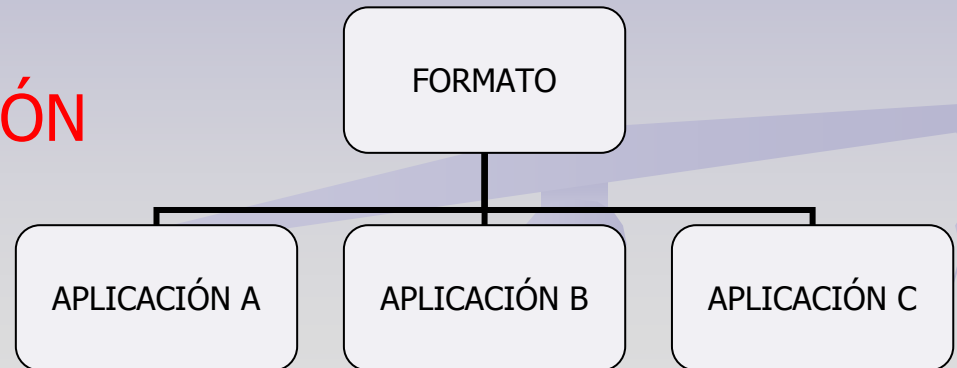 FORMATO
ÓN
APLICACIÓN A
APLICACIÓN B
APLICACIÓN C